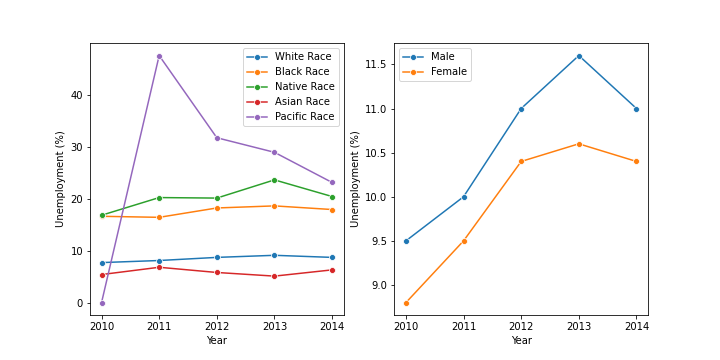 White Race
Black Race
Native Race
Asian Race
Pacific Race
40
30
20
10
0
Unemployment (%)
2010 2011 2012 2013 2014
Year
Male
Female
11.5
11.0
10.5
10.0
9.5
9.0
Unemployment (%)
2010 2011 2012 2013 2014
Year